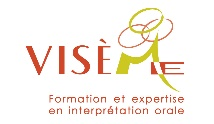 VISÈME
Formation et expertise
en interprétation orale